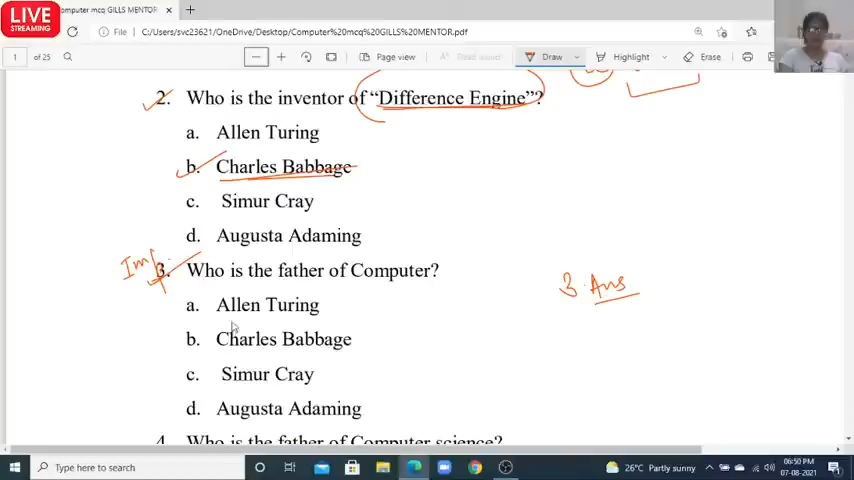 LIVE
STREAMING
Computer mcq GILLS MENTOR
File
C:/Users/svc23621/OneDrive/Desktop/Computer%20mcq%20GILLS%20MENTOR.pdf
1 of 25
Page view
Read aloud
Draw
Highlight
Erase
2. Who is the inventor of “Difference Engine”?
a. Allen Turing
b. Charles Babbage
c. Simur Cray
d. Augusta Adaming
Imp
3. Who is the father of Computer?
3. Ans
a. Allen Turing
b. Charles Babbage
c. Simur Cray
d. Augusta Adaming
4. Who is the father of Computer science?
Type here to search
26°C Partly sunny
06:50 PM
07-08-2021